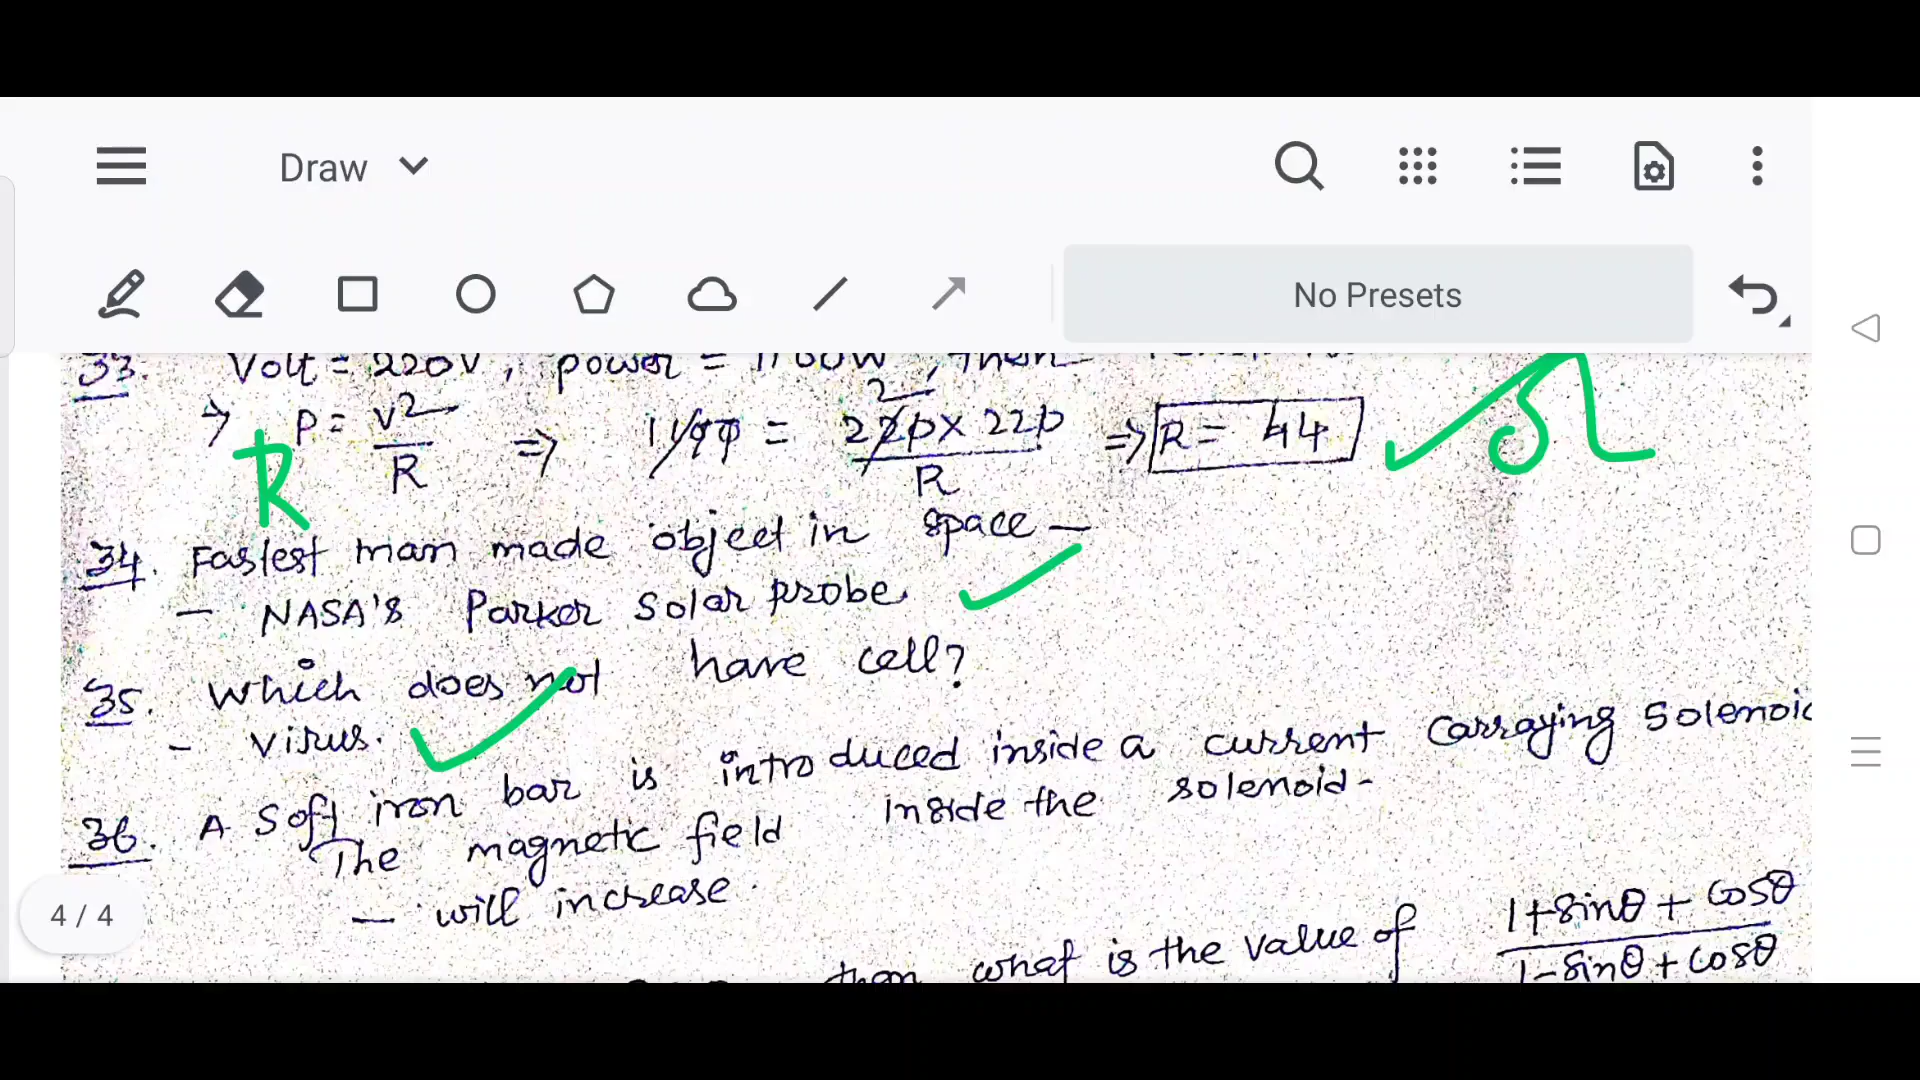 Draw
No Presets
33. Volt = 220V, power = 1100W, then
→ P = V²/R ⇒ 1100 = 220 x 220/R ⇒ R = 44
2
R
Ω
34. Fastest man made object in space —
— NASA's Parker Solar probe.
35. Which does not have cell?
- virus.
36. A soft iron bar is introduced inside a current carraying solenoid
The magnetic field inside the solenoid -
— will increase.
then what is the value of 1+sinθ + cosθ/1-sinθ + cosθ
4 / 4